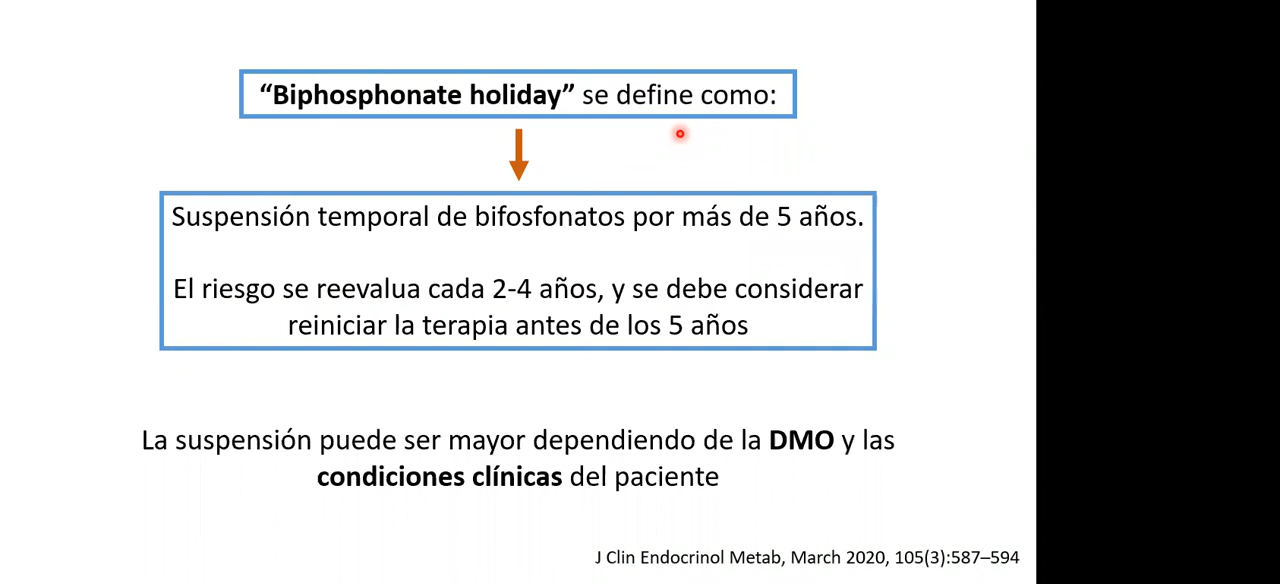 “Biphosphonate holiday” se define como:
Suspensión temporal de bifosfonatos por más de 5 años.
El riesgo se reevalua cada 2-4 años, y se debe considerar
reiniciar la terapia antes de los 5 años
La suspensión puede ser mayor dependiendo de la DMO y las
condiciones clínicas del paciente
J Clin Endocrinol Metab, March 2020, 105(3):587–594